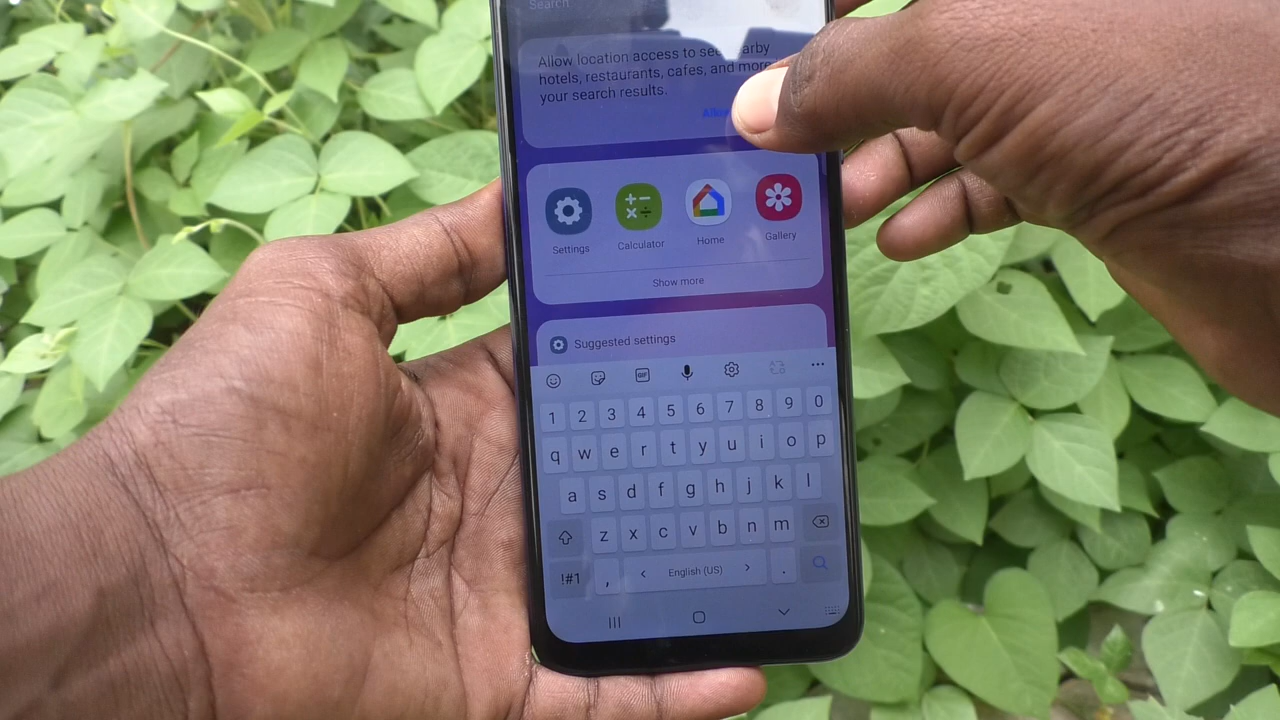 Search
Allow location access to see
hotels, restaurants, cafes, and more
your search results.
Settings
Calculator
Home
Gallery
Show more
Suggested settings
GIF
1 2 3 4 5 6 7 8 9 0
q w e r t y u i o p
a s d f g h j k l
z x c v b n m
!#1 , < English (US) > .